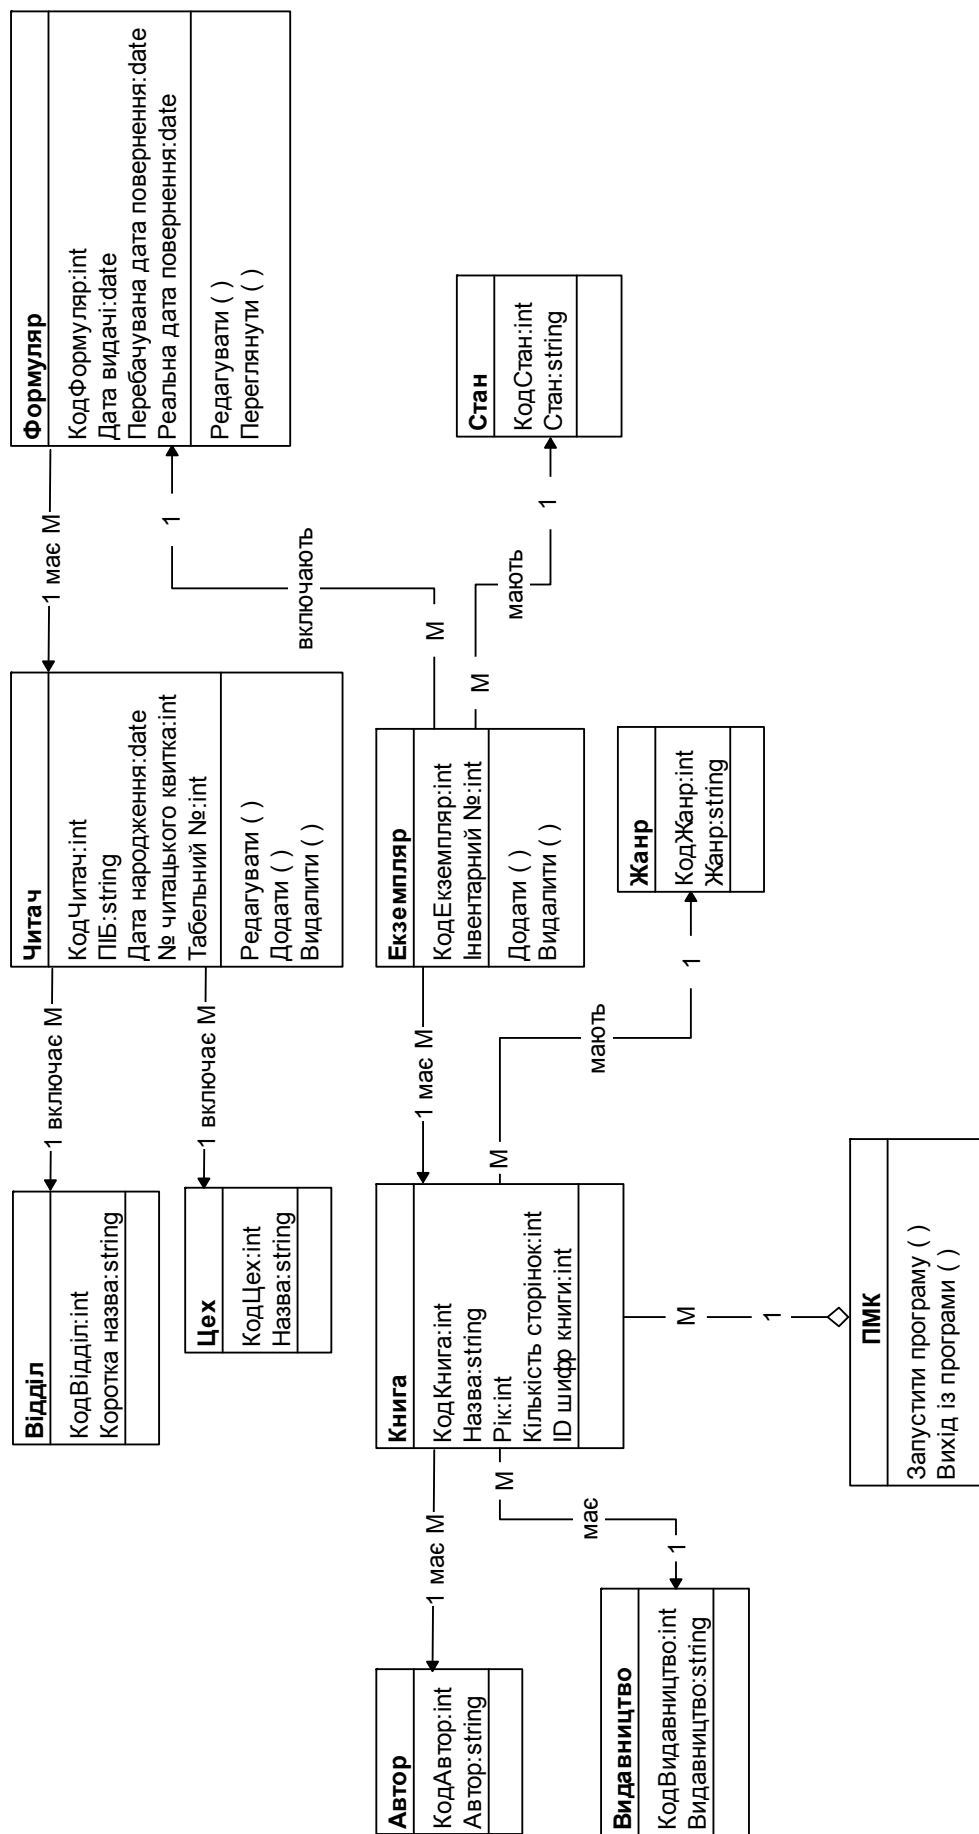 Відділ
КодВідділ:int
Коротка назва:string
1 включає М
Читач
КодЧитач:int
ПІБ:string
Дата народження:date
№ читацького квитка:int
Табельний №:int
Редагувати ( )
Додати ( )
Видалити ( )
1 має М
Формуляр
КодФормуляр:int
Дата видачі:date
Перебачувана дата повернення:date
Реальна дата повернення:date
Редагувати ( )
Переглянути ( )
Цех
КодЦех:int
Назва:string
1 включає М
М
включають
1
Автор
КодАвтор:int
Автор:string
1 має М
Книга
КодКнига:int
Назва:string
Рік:int
Кількість сторінок:int
ID шифр книги:int
1 має М
Екземпляр
КодЕкземпляр:int
Інвентарний №:int
Додати ( )
Видалити ( )
М
мають
1
Стан
КодСтан:int
Стан:string
М
має
1
Видавництво
КодВидавництво:int
Видавництво:string
М
мають
1
Жанр
КодЖанр:int
Жанр:string
М
1
ПМК
Запустити програму ( )
Вихід із програми ( )